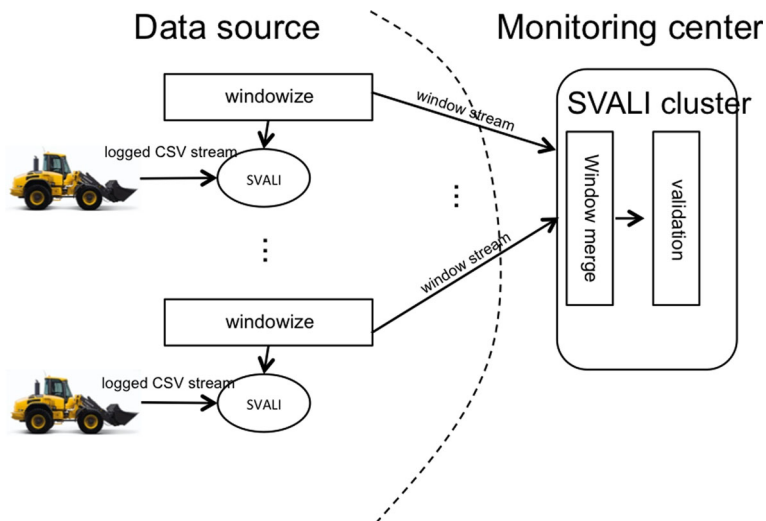 Data source
Monitoring center
windowize
window stream
SVALI cluster
logged CSV stream
SVALI
Window merge
validation
window stream
windowize
logged CSV stream
SVALI